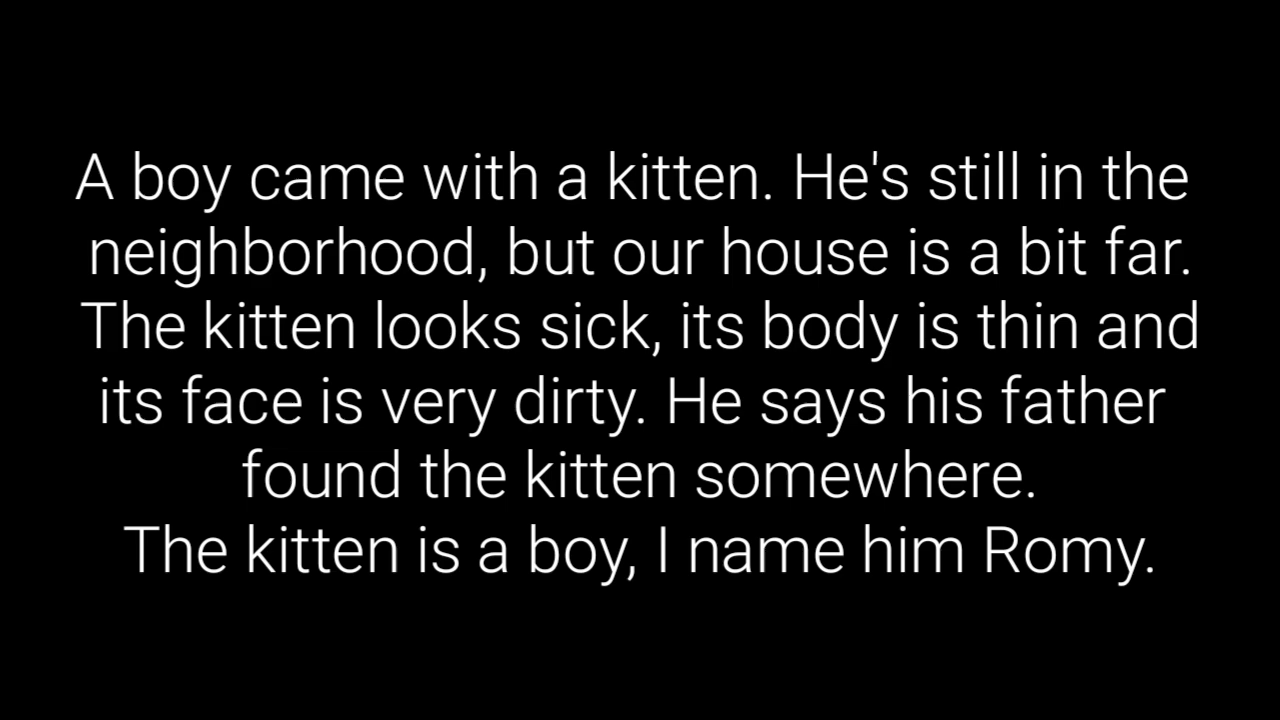 A boy came with a kitten. He's still in the
neighborhood, but our house is a bit far.
The kitten looks sick, its body is thin and
its face is very dirty. He says his father
found the kitten somewhere.
The kitten is a boy, I name him Romy.